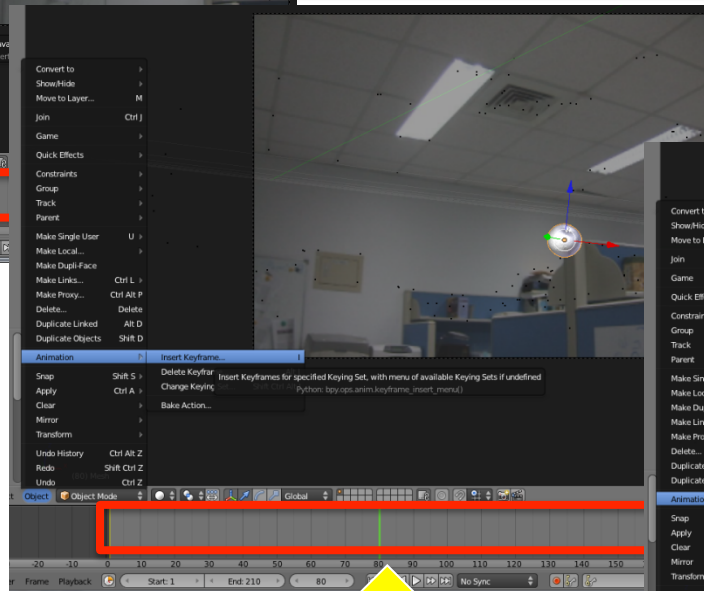 Convert to
Show/Hide
Move to Layer... M
Join Ctrl J
Game
Quick Effects
Constraints
Group
Track
Parent
Make Single User U
Make Local...
Make Dupli-Face
Make Links... Ctrl L
Make Proxy... Ctrl Alt P
Delete... Delete
Duplicate Linked Alt D
Duplicate Objects Shift D
Animation
Insert Keyframe... I
Delete Keyfram
Change Keying
Bake Action...
Insert Keyframes for specified Keying Set, with menu of available Keying Sets if undefined
Python: bpy.ops.anim.keyframe_insert_menu()
Snap Shift S
Apply Ctrl A
Clear
Mirror
Transform
Undo History Ctrl Alt Z
Redo Shift Ctrl Z
Undo Ctrl Z
Object Object Mode Global
-20 -10 0 10 20 30 40 50 60 70 80 90 100 110 120 130 140 150
Frame Playback Start: 1 End: 210 80 No Sync
Convert t
Show/Hid
Move to L
Join
Game
Quick Eff
Constrain
Group
Track
Parent
Make Sin
Make Loc
Make Du
Make Lin
Make Pro
Delete...
Duplicate
Duplicate
Animatio
Snap
Apply
Clear
Mirror
Transform